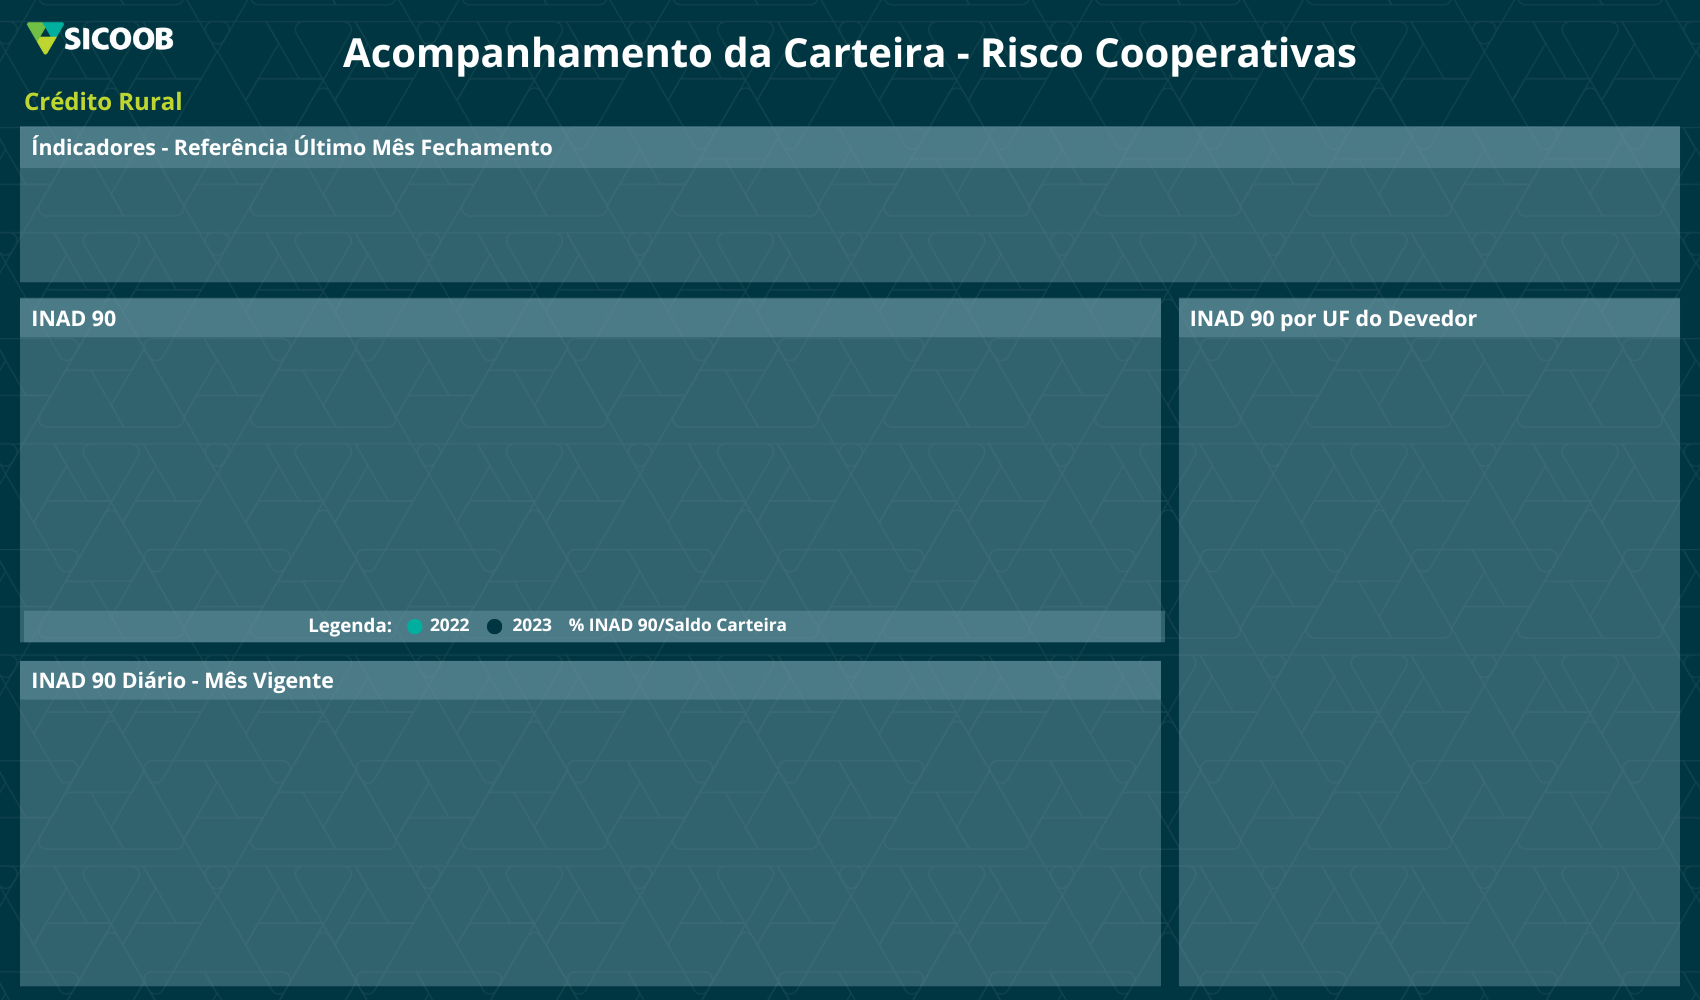 SICOOB
Acompanhamento da Carteira - Risco Cooperativas
Crédito Rural
Índicadores - Referência Último Mês Fechamento
INAD 90
INAD 90 por UF do Devedor
Legenda: 2022 2023 % INAD 90/Saldo Carteira
INAD 90 Diário - Mês Vigente